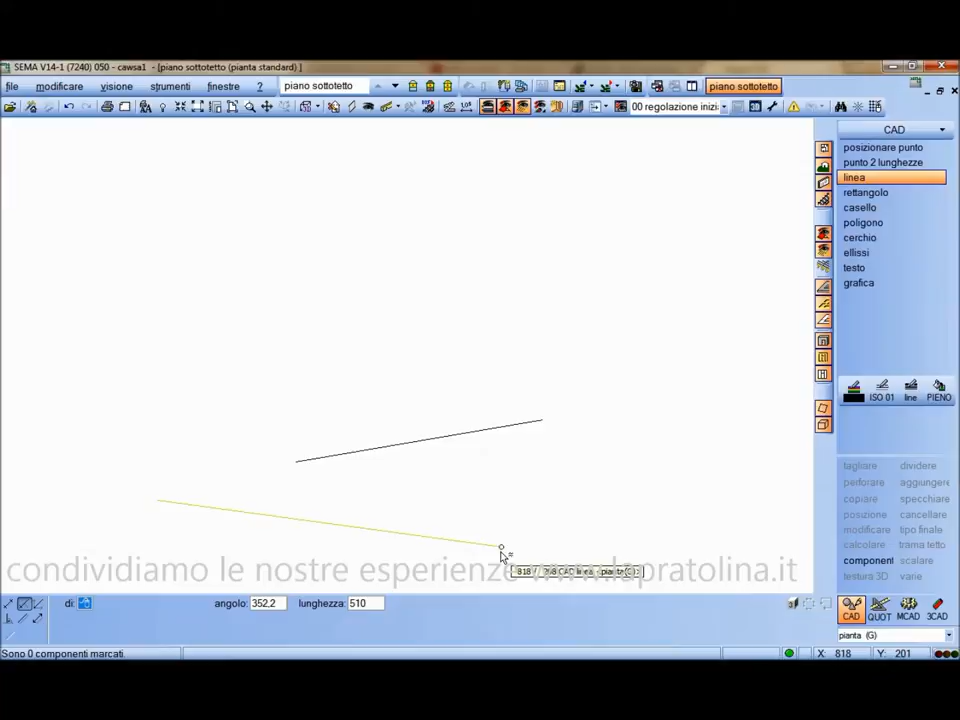 SEMA V14-1 (7240) 050 - cawsa1 - [piano sottotetto (pianta standard) ]
file modificare visione strumenti finestre ? piano sottotetto piano sottotetto
00 regolazione inizi
CAD
posizionare punto
punto 2 lunghezze
linea
rettangolo
casello
poligono
cerchio
ellissi
testo
grafica
ISO 01 line PIENO
tagliare dividere
perforare aggiungere
copiare specchiare
posizione cancellare
modificare tipo finale
calcolare trama letto
component scalare
testura 3D varie
condividiamo le nostre esperienze www.lapratolina.it
di: angolo: 352,2 lunghezza: 510
CAD QUOT MCAD 3CAD
pianta (G)
Sono 0 componenti marcati. X: 818 Y: 201